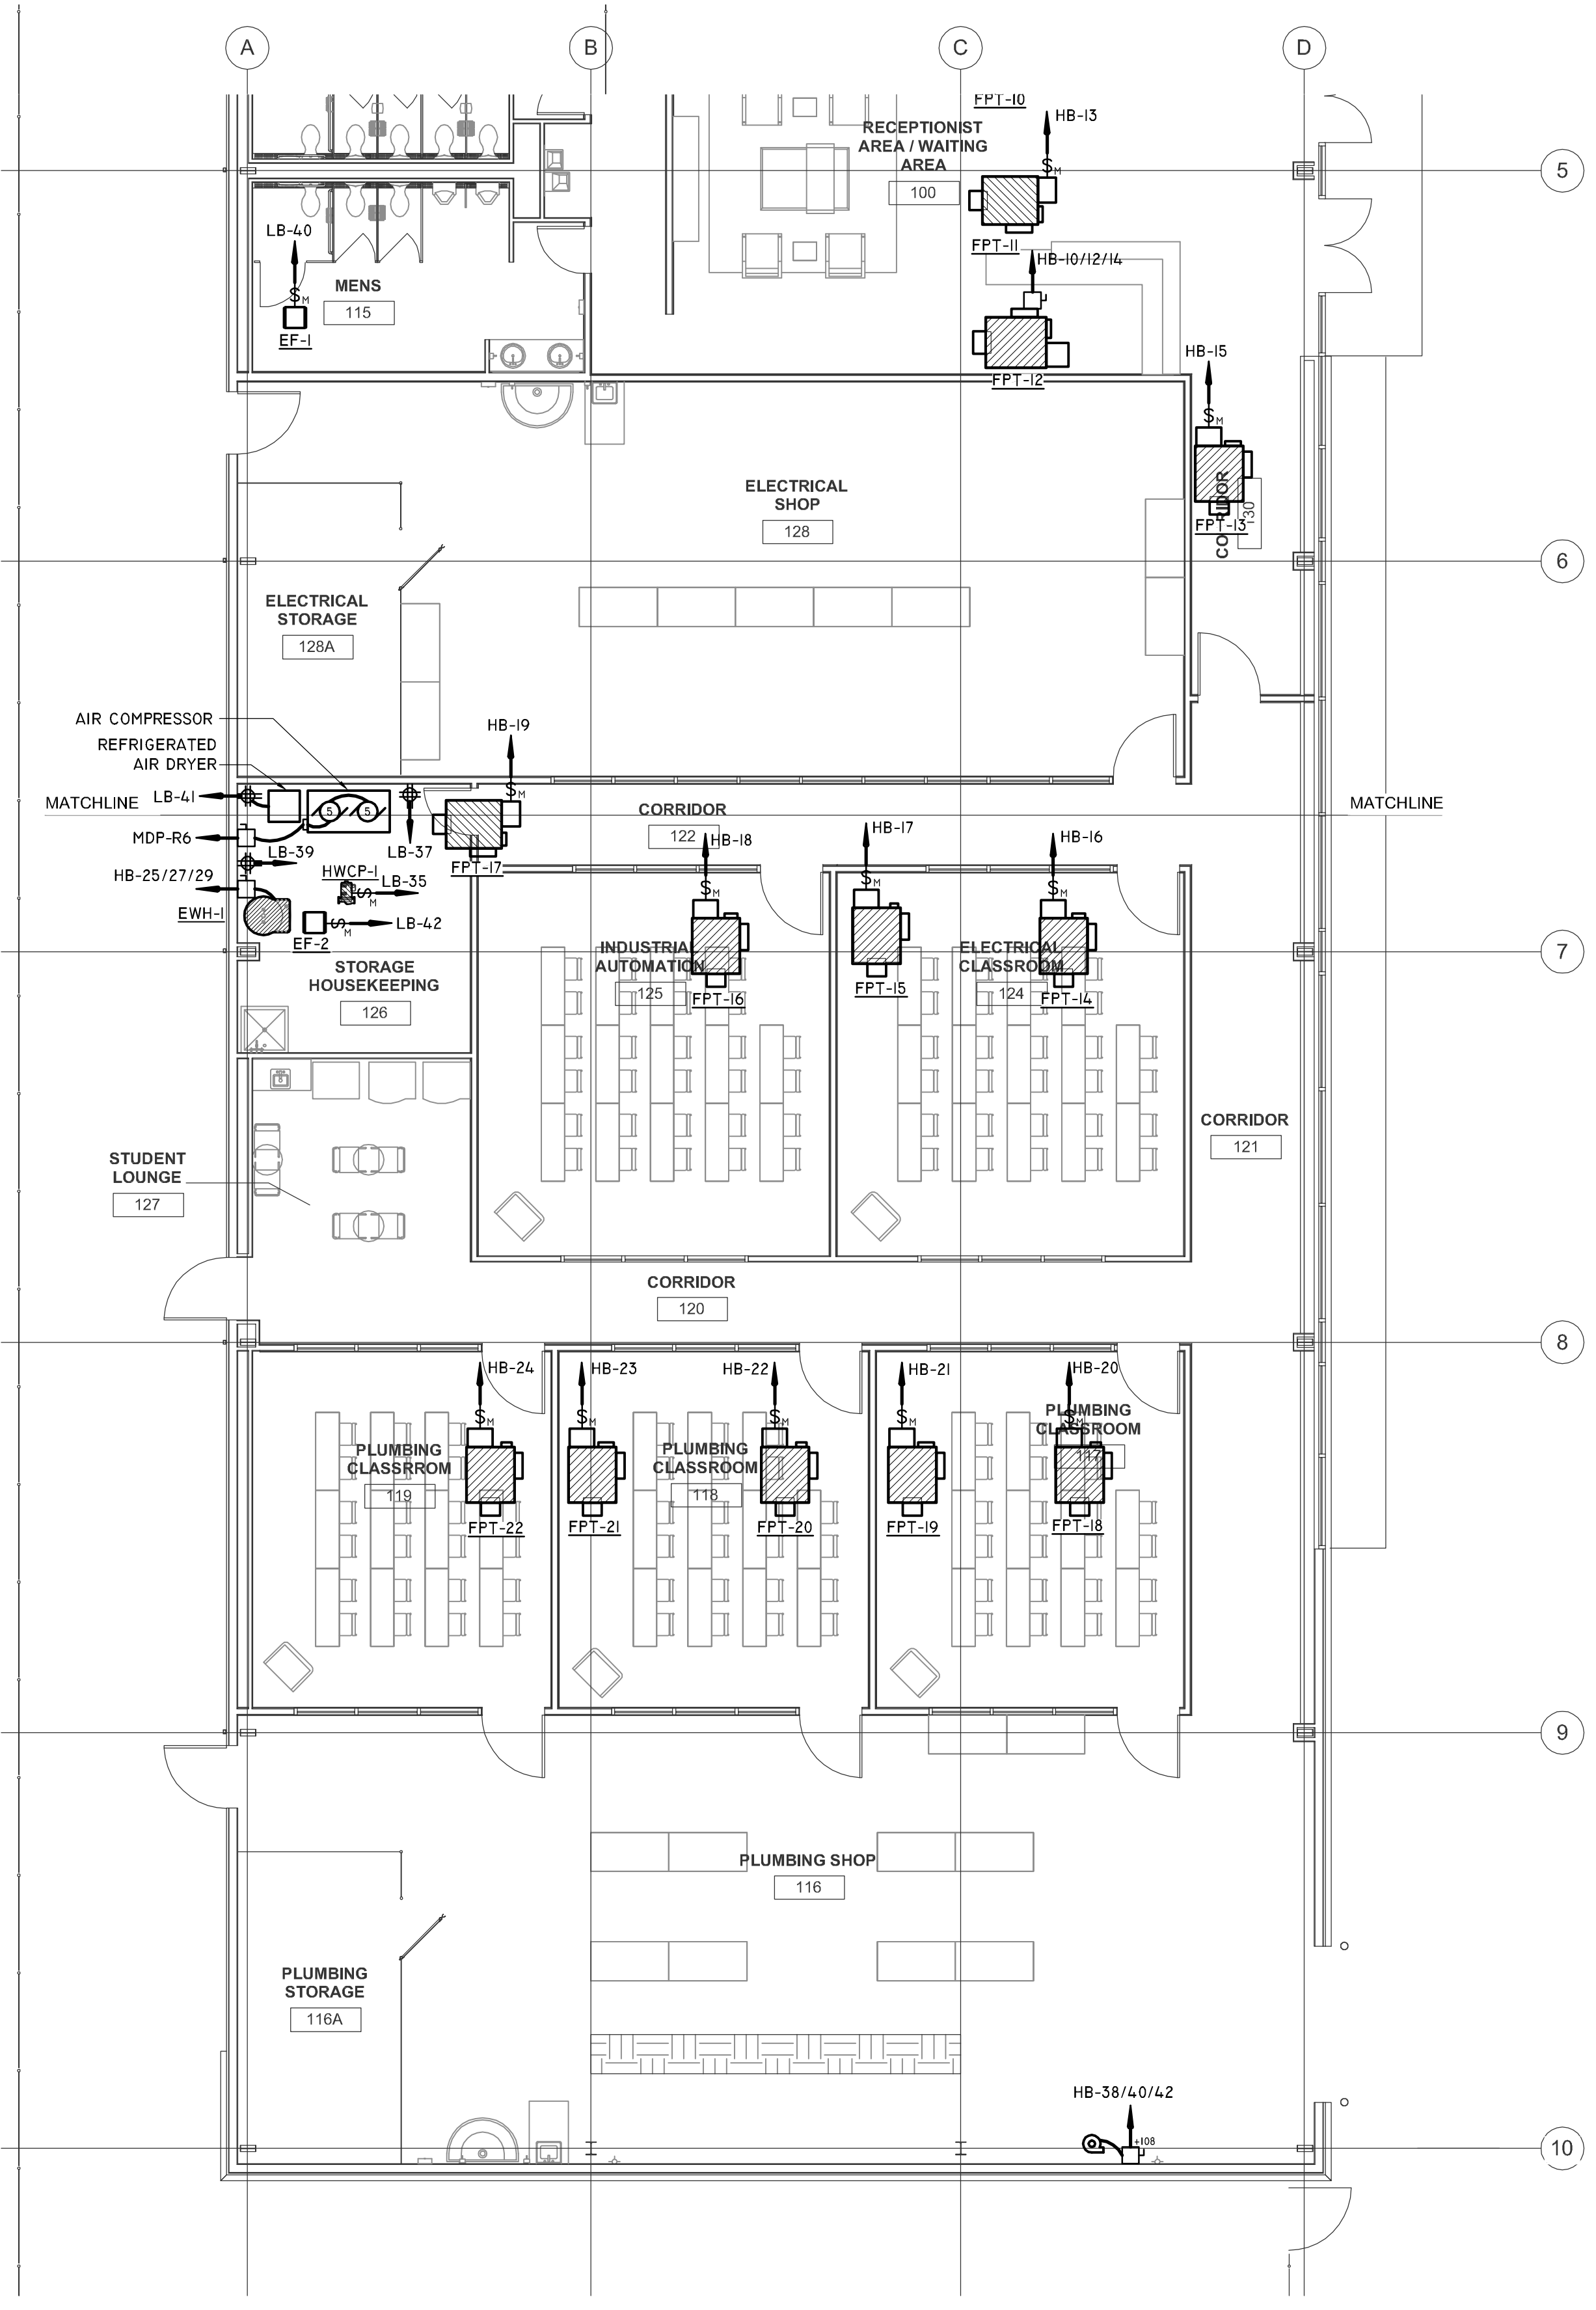 A
B
C
D
FPT-10
HB-13
RECEPTIONIST
AREA / WAITING
AREA
100
S M
5
LB-40
FPT-11
HB-10/12/14
MENS
115
S M
EF-1
HB-15
FPT-12
S M
ELECTRICAL
SHOP
128
CORRIDOR
130
FPT-13
6
ELECTRICAL
STORAGE
128A
AIR COMPRESSOR
HB-19
REFRIGERATED
AIR DRYER
S M
LB-41
MATCHLINE
MATCHLINE
5
5
CORRIDOR
122
MDP-R6
HB-18
HB-17
HB-16
LB-39
LB-37
FPT-17
HB-25/27/29
HWCP-1
LB-35
S M
S M
S M
S M
EWH-1
EF-2
S M
LB-42
INDUSTRIAL
AUTOMATION
125
ELECTRICAL
CLASSROOM
124
7
STORAGE
HOUSEKEEPING
126
FPT-16
FPT-15
FPT-14
CORRIDOR
121
STUDENT
LOUNGE
127
CORRIDOR
120
8
HB-24
HB-23
HB-22
HB-21
HB-20
S M
S M
S M
S M
S M
PLUMBING
CLASSRROM
119
PLUMBING
CLASSROOM
118
PLUMBING
CLASSROOM
117
FPT-22
FPT-21
FPT-20
FPT-19
FPT-18
9
PLUMBING SHOP
116
PLUMBING
STORAGE
116A
HB-38/40/42
+108
10